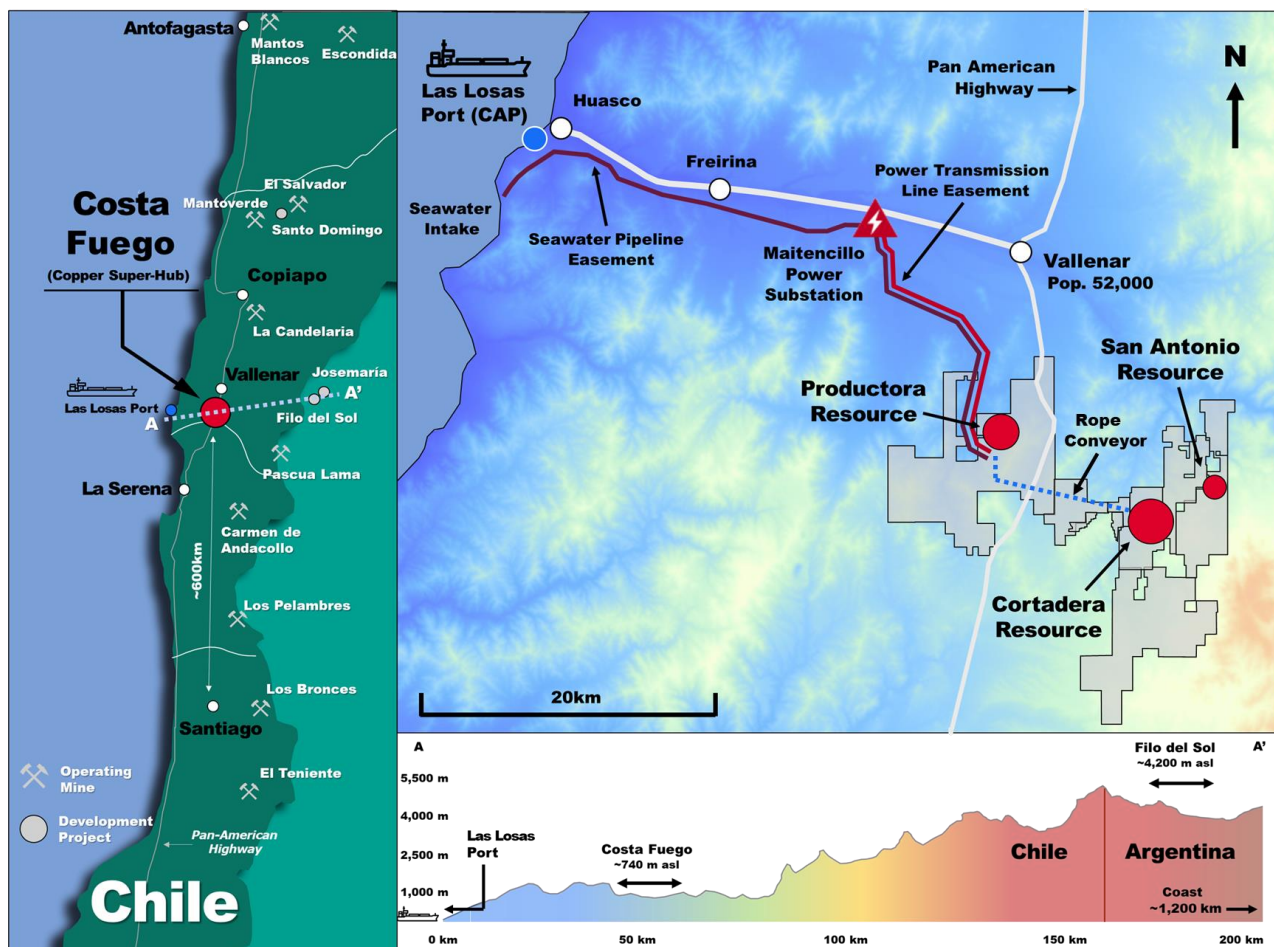 Antofagasta
Mantos
Blancos
Escondida
El Salvador
Mantoverde
Santo Domingo
Costa
Fuego
(Copper Super-Hub)
Copiapo
La Candelaria
Vallenar
Josemaría
Las Losas Port
A
A’
Filo del Sol
Pascua Lama
La Serena
Carmen de
Andacollo
~600km
Los Pelambres
Los Bronces
Santiago
Operating
Mine
El Teniente
Development
Project
Pan-American
Highway
Chile
Las Losas
Port (CAP)
Huasco
Pan American
Highway
N
Freirina
Power Transmission
Line Easement
Seawater
Intake
Seawater Pipeline
Easement
Maitencillo
Power
Substation
Vallenar
Pop. 52,000
San Antonio
Resource
Productora
Resource
Rope
Conveyor
Cortadera
Resource
20km
A
Filo del Sol
~4,200 m asl
A’
5,500 m
4,000 m
2,500 m
1,000 m
Las Losas
Port
Costa Fuego
~740 m asl
Chile
Argentina
Coast
~1,200 km
0 km
50 km
100 km
150 km
200 km